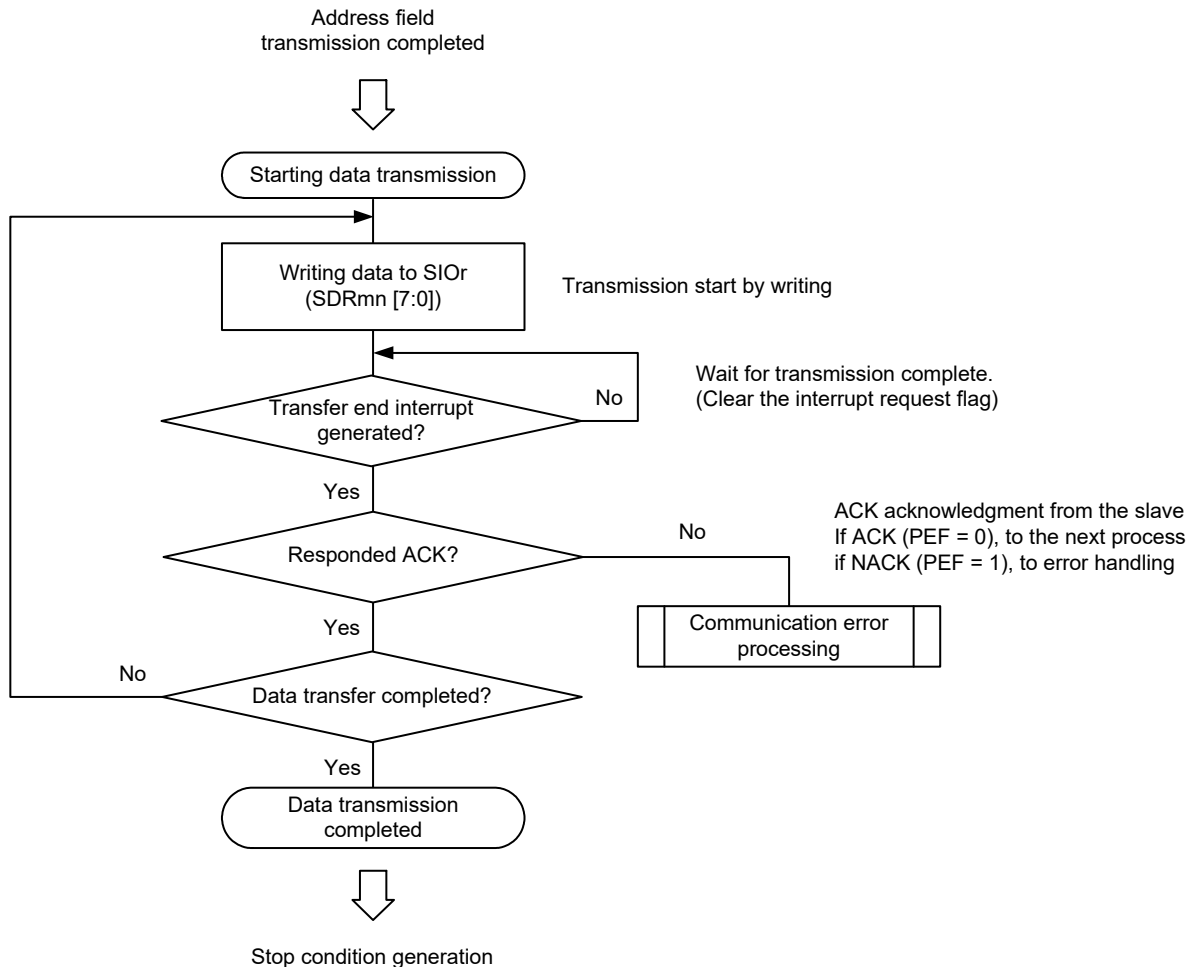 Address field
transmission completed
Starting data transmission
Writing data to SIOr
(SDRmn [7:0])
Transmission start by writing
Transfer end interrupt
generated?
No
Wait for transmission complete.
(Clear the interrupt request flag)
Yes
Responded ACK?
No
ACK acknowledgment from the slave
If ACK (PEF = 0), to the next process
if NACK (PEF = 1), to error handling
Communication error
processing
Yes
Data transfer completed?
No
Yes
Data transmission
completed
Stop condition generation